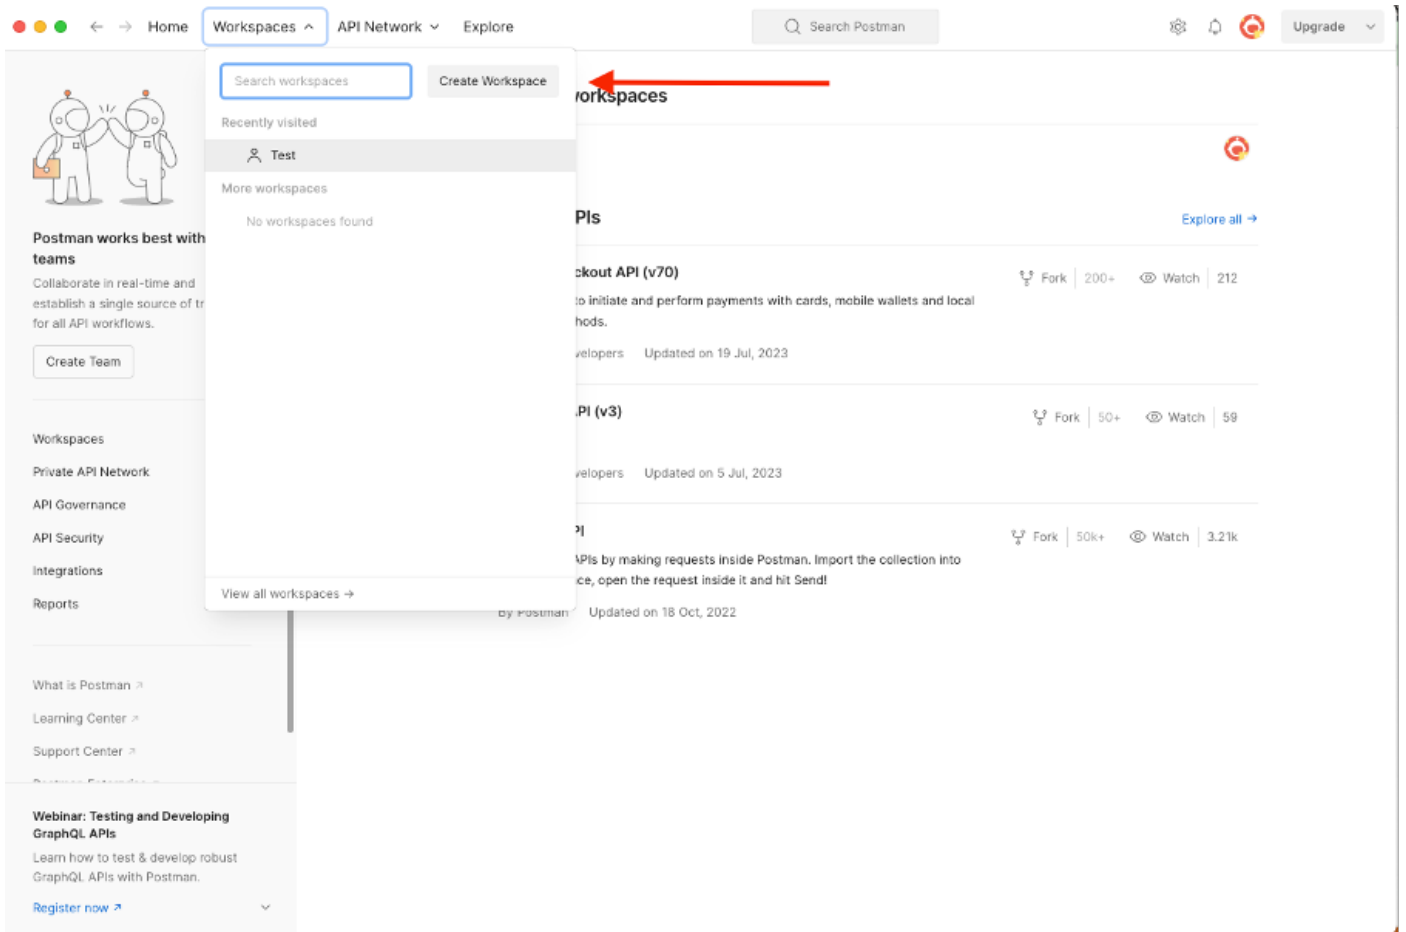 Home Workspaces API Network Explore Search Postman Upgrade
Search workspaces Create Workspace
Recently visited
Test
More workspaces
No workspaces found
View all workspaces →
Postman works best with
teams
Collaborate in real-time and
establish a single source of tr
for all API workflows.
Create Team
Workspaces
Private API Network
API Governance
API Security
Integrations
Reports
What is Postman ↗
Learning Center ↗
Support Center ↗
Webinar: Testing and Developing
GraphQL APIs
Learn how to test & develop robust
GraphQL APIs with Postman.
Register now ↗
orkspaces
PIs Explore all →
ckout API (v70) Fork 200+ Watch 212
to initiate and perform payments with cards, mobile wallets and local
hods.
velopers Updated on 19 Jul, 2023
API (v3) Fork 50+ Watch 59
velopers Updated on 5 Jul, 2023
PI Fork 50k+ Watch 3.21k
APIs by making requests inside Postman. Import the collection into
ce, open the request inside it and hit Send!
By Postman Updated on 18 Oct, 2022